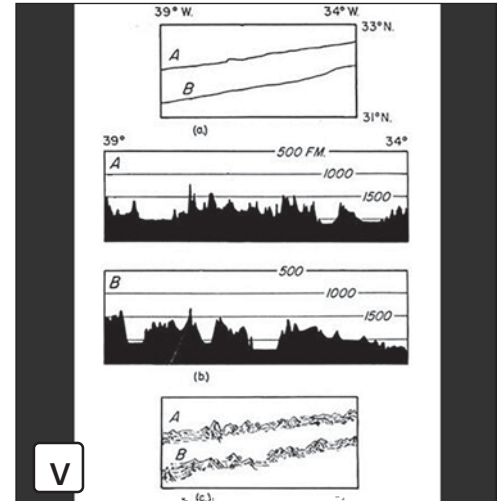 39° W. 34° W.
33° N.
A
B
31° N.
(a.)
39° 34°
A 500 FM.
1000
1500
B 500
1000
1500
(b.)
A
B
V (c.)